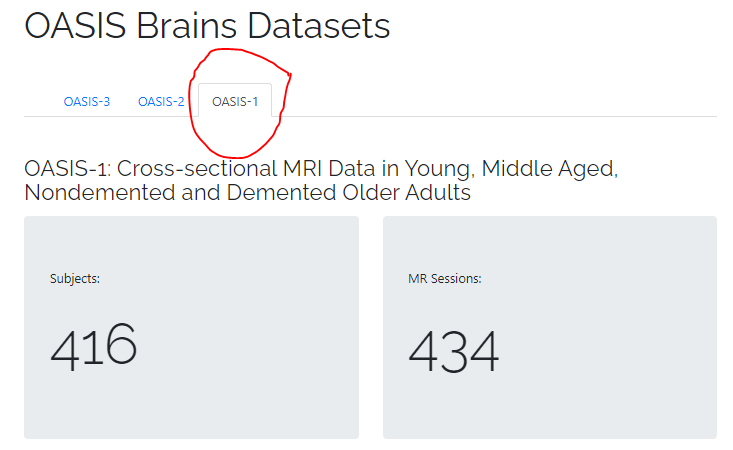 OASIS Brains Datasets
OASIS-3 OASIS-2 OASIS-1
OASIS-1: Cross-sectional MRI Data in Young, Middle Aged,
Nondemented and Demented Older Adults
Subjects: MR Sessions:
416 434